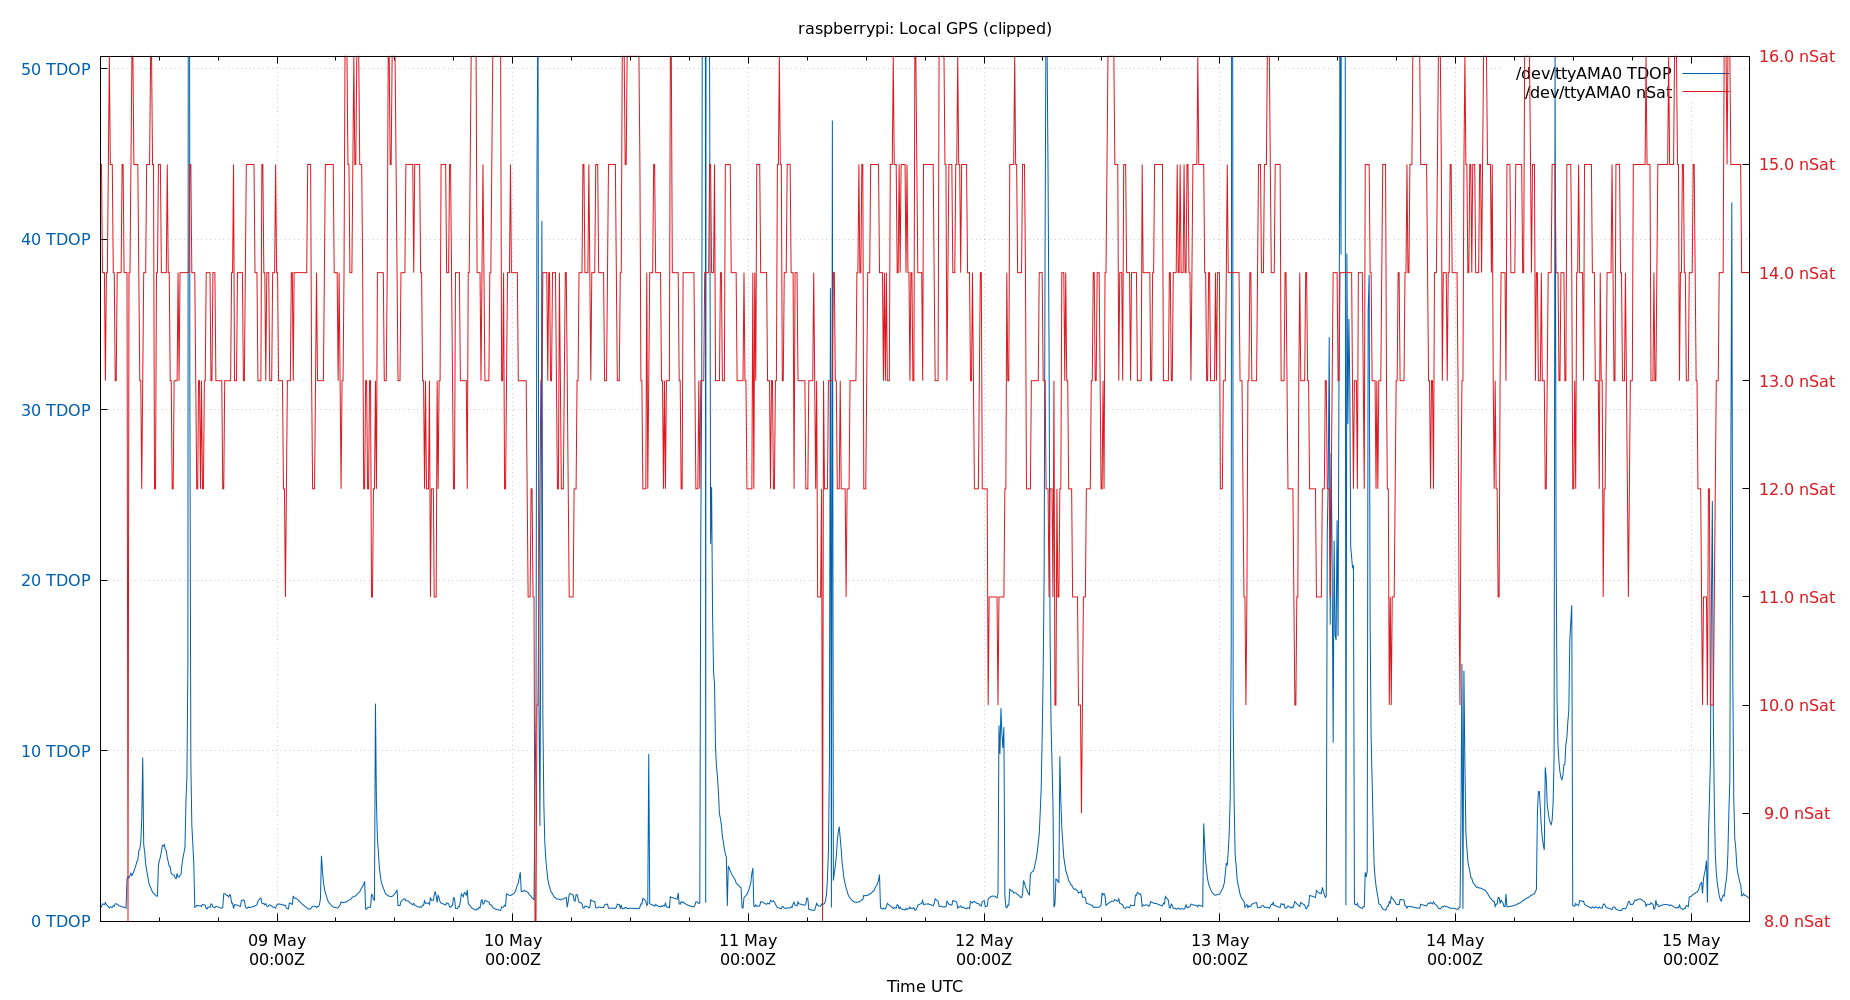 raspberrypi: Local GPS (clipped)
50 TDOP
40 TDOP
30 TDOP
20 TDOP
10 TDOP
0 TDOP
16.0 nSat
15.0 nSat
14.0 nSat
13.0 nSat
12.0 nSat
11.0 nSat
10.0 nSat
9.0 nSat
8.0 nSat
/dev/ttyAMA0 TDOP
/dev/ttyAMA0 nSat
09 May
00:00Z
10 May
00:00Z
11 May
00:00Z
12 May
00:00Z
13 May
00:00Z
14 May
00:00Z
15 May
00:00Z
Time UTC